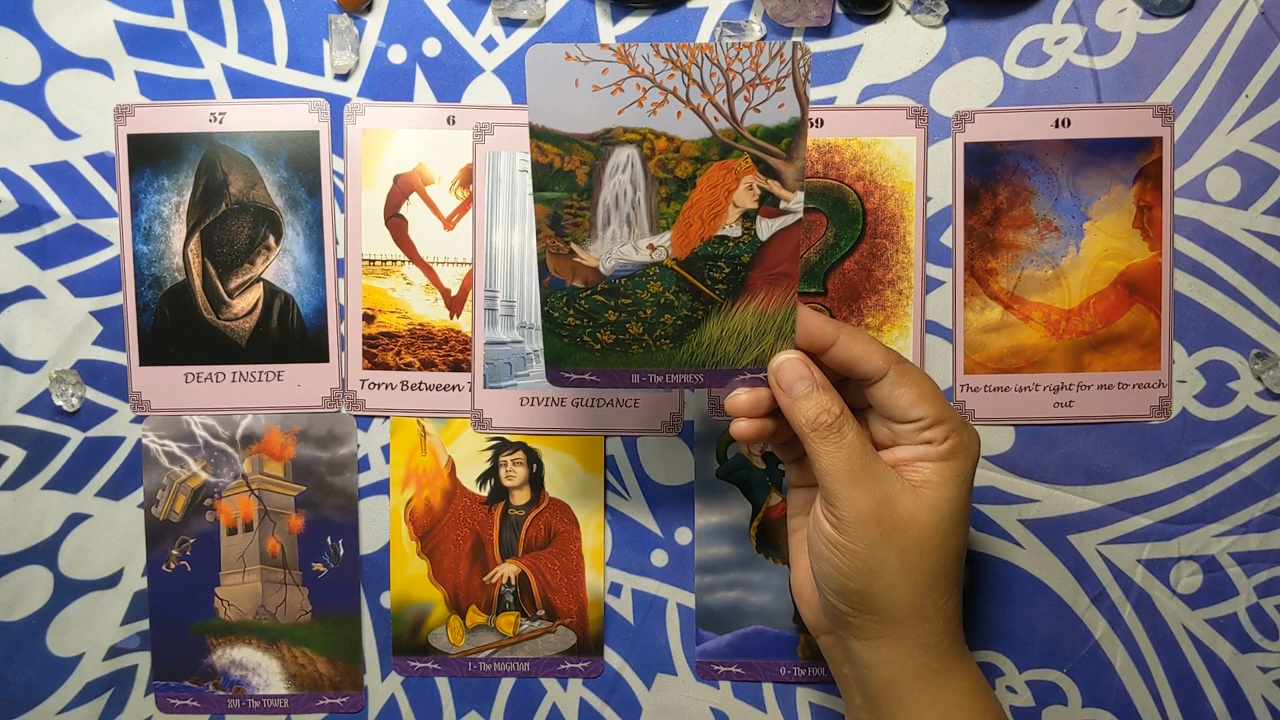 57
6
59
40
DEAD INSIDE
Torn Between
DIVINE GUIDANCE
III - The EMPRESS
The time isn't right for me to reach
out
XVI - The TOWER
I - The MAGICIAN
0 - The FOOL